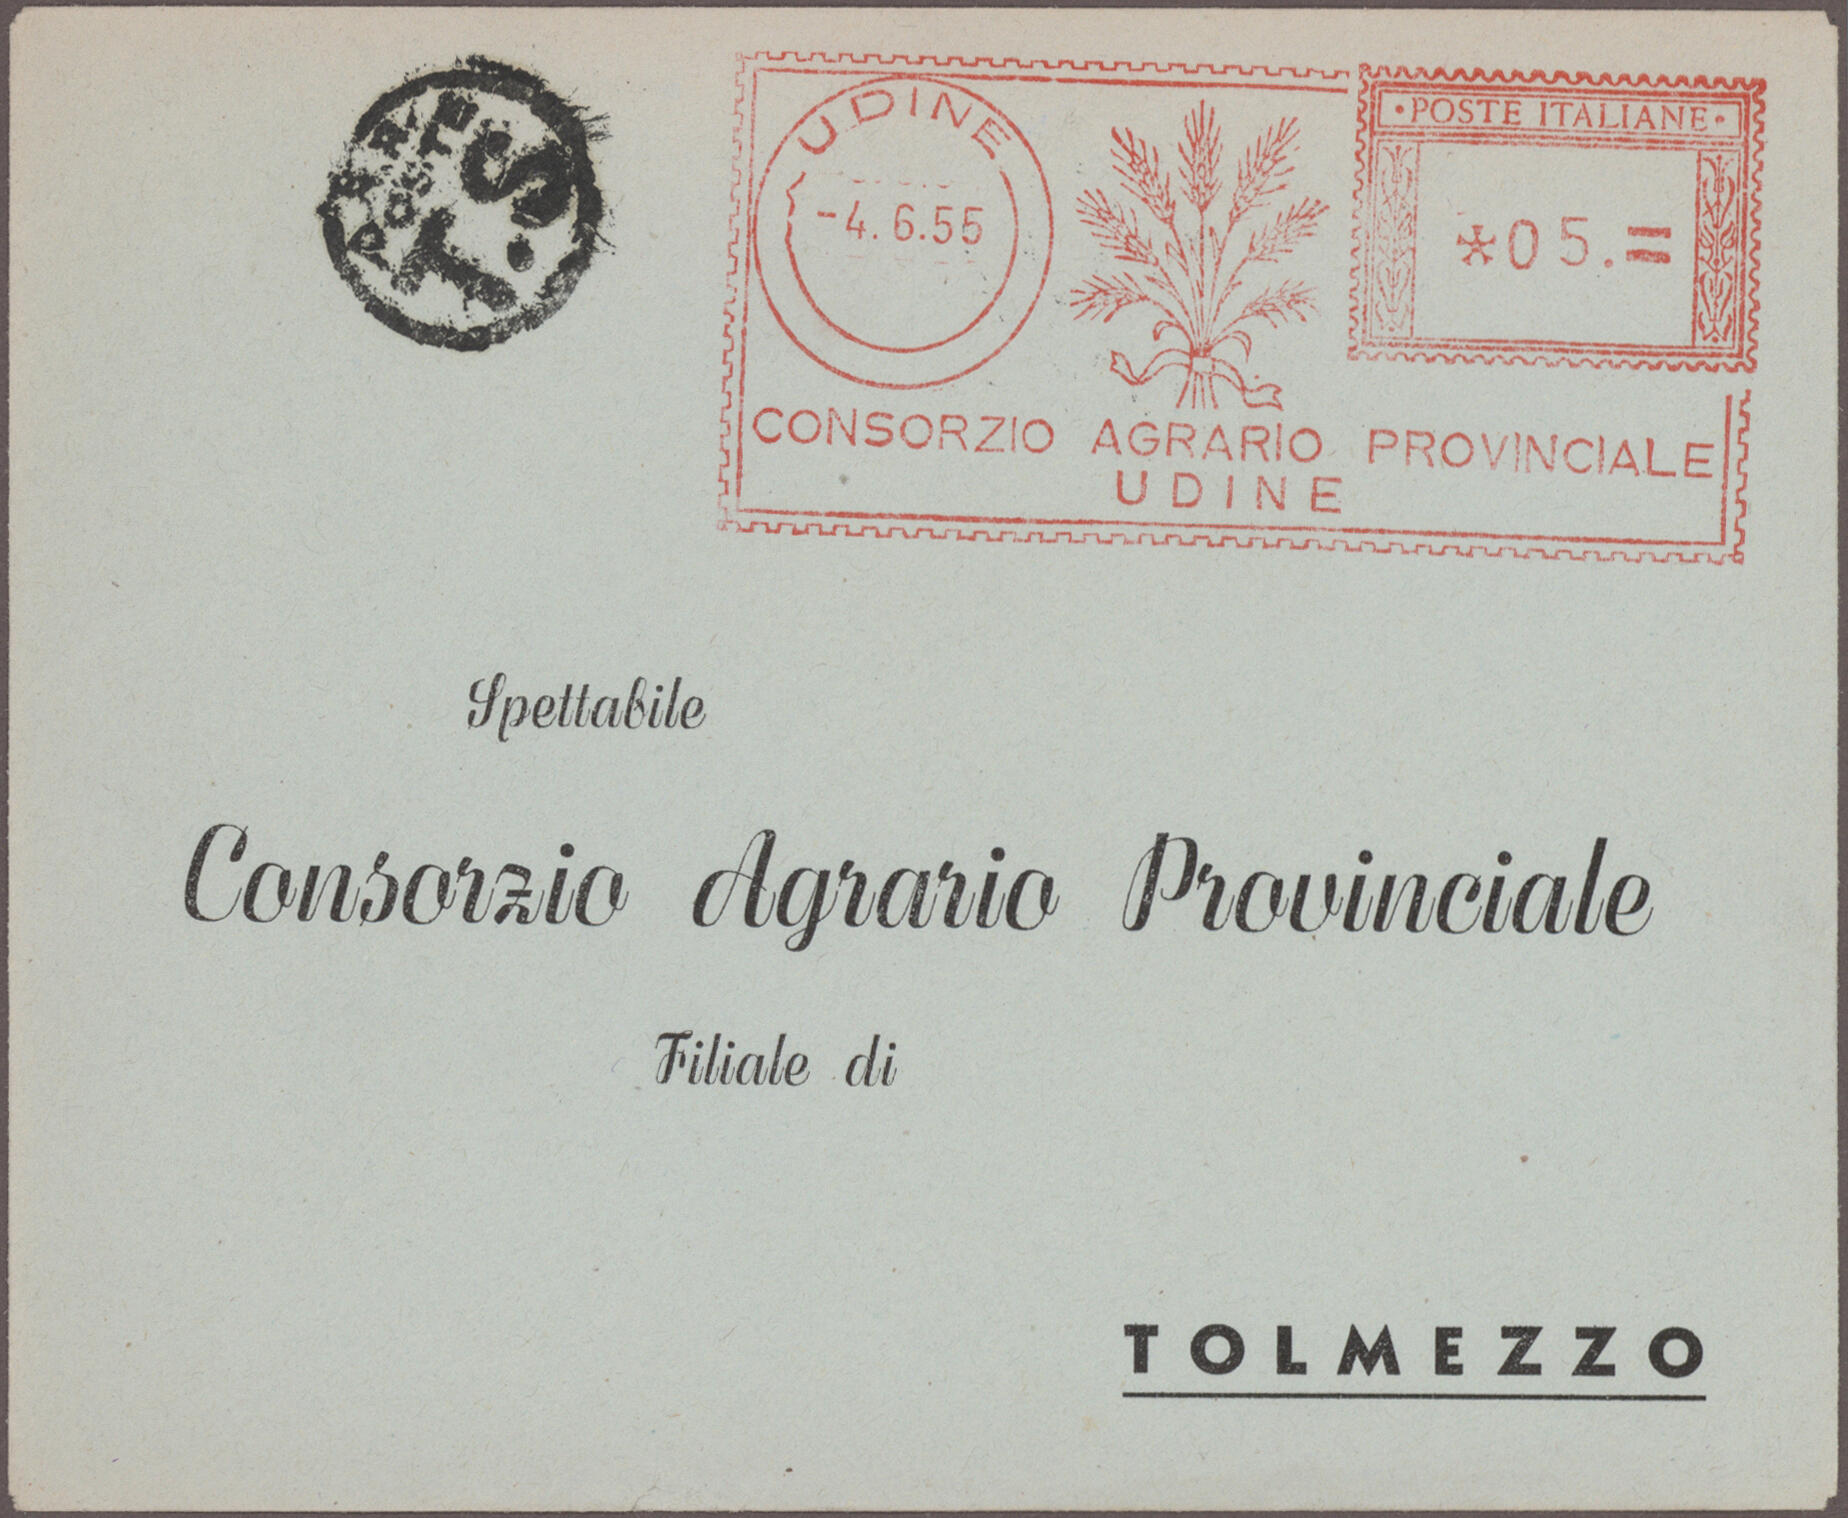 T.S.
UDINE
-4.6.55
POSTE ITALIANE
*05.=
CONSORZIO AGRARIO PROVINCIALE
UDINE
Spettabile
Consorzio Agrario Provinciale
Filiale di
TOLMEZZO